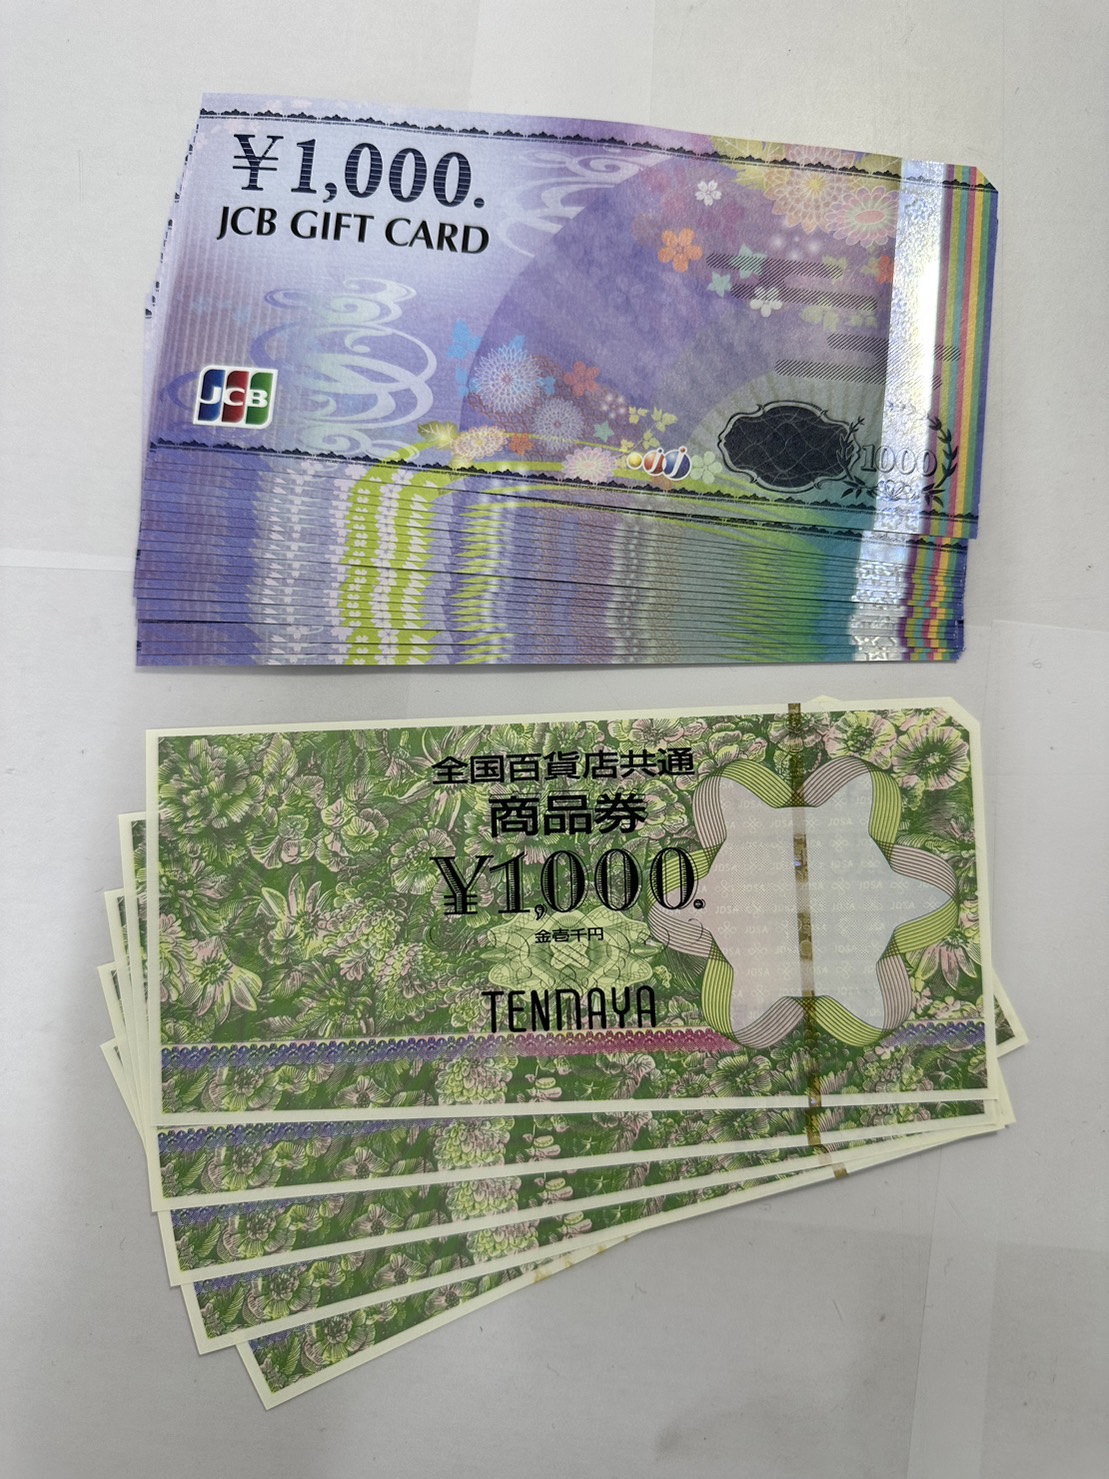 ¥1,000.
JCB GIFT CARD
JCB
1000
全国百貨店共通
商品券
¥1,000.
金壱千円
TENMAYA